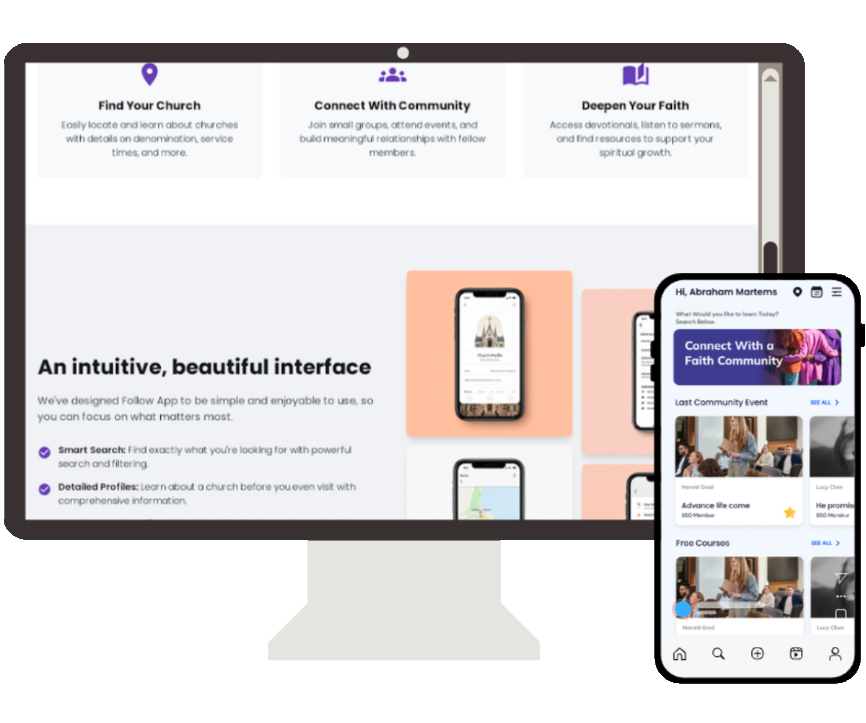 Find Your Church
Easily locate and learn about churches
with details on denomination, service
times, and more.
Connect With Community
Join small groups, attend events, and
build meaningful relationships with fellow
members.
Deepen Your Faith
Access devotionals, listen to sermons,
and find resources to support your
spiritual growth.
An intuitive, beautiful interface
We've designed Follow App to be simple and enjoyable to use, so
you can focus on what matters most.
Smart Search: Find exactly what you're looking for with powerful
search and filtering.
Detailed Profiles: Learn about a church before you even visit with
comprehensive information.
Church Profile
Hi, Abraham Martems
What Would you like to learn Today?
Search Below.
Connect With a
Faith Community
Last Community Event
SEE ALL
Harold Gred
Lucy Chen
Advance life come
He promise
850 Member
850 Member
Free Courses
SEE ALL
Harold Gred
Lucy Chen